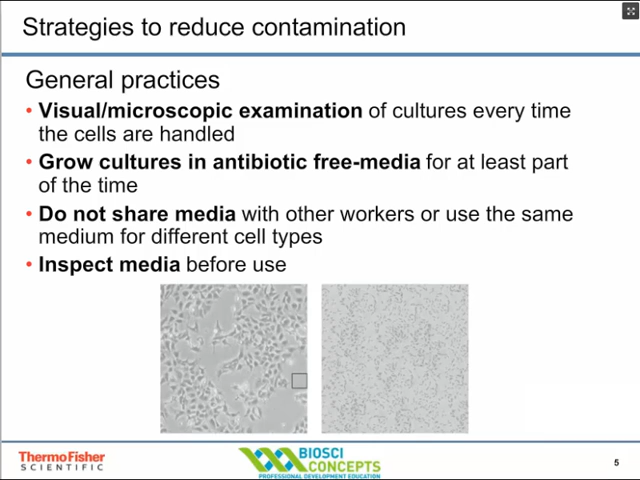 Strategies to reduce contamination
General practices
• Visual/microscopic examination of cultures every time
the cells are handled
• Grow cultures in antibiotic free-media for at least part
of the time
• Do not share media with other workers or use the same
medium for different cell types
• Inspect media before use
ThermoFisher
SCIENTIFIC
BIOSCI
CONCEPTS
PROFESSIONAL DEVELOPMENT EDUCATION
5